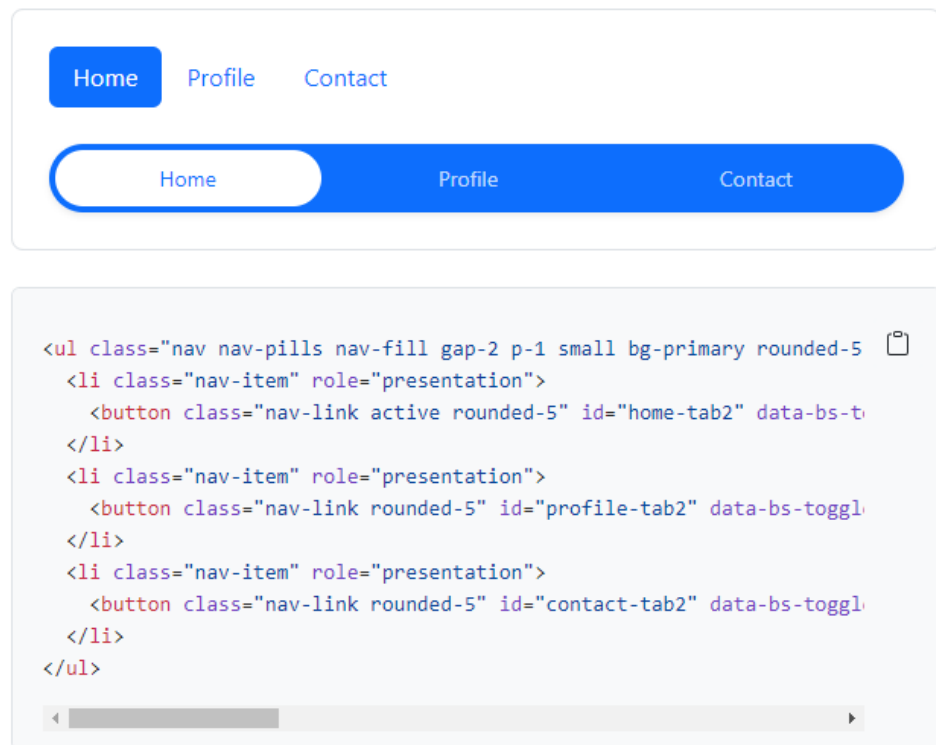 Home Profile Contact
Home Profile Contact
<ul class="nav nav-pills nav-fill gap-2 p-1 small bg-primary rounded-5
<li class="nav-item" role="presentation">
<button class="nav-link active rounded-5" id="home-tab2" data-bs-to
</li>
<li class="nav-item" role="presentation">
<button class="nav-link rounded-5" id="profile-tab2" data-bs-toggl
</li>
<li class="nav-item" role="presentation">
<button class="nav-link rounded-5" id="contact-tab2" data-bs-toggl
</li>
</ul>